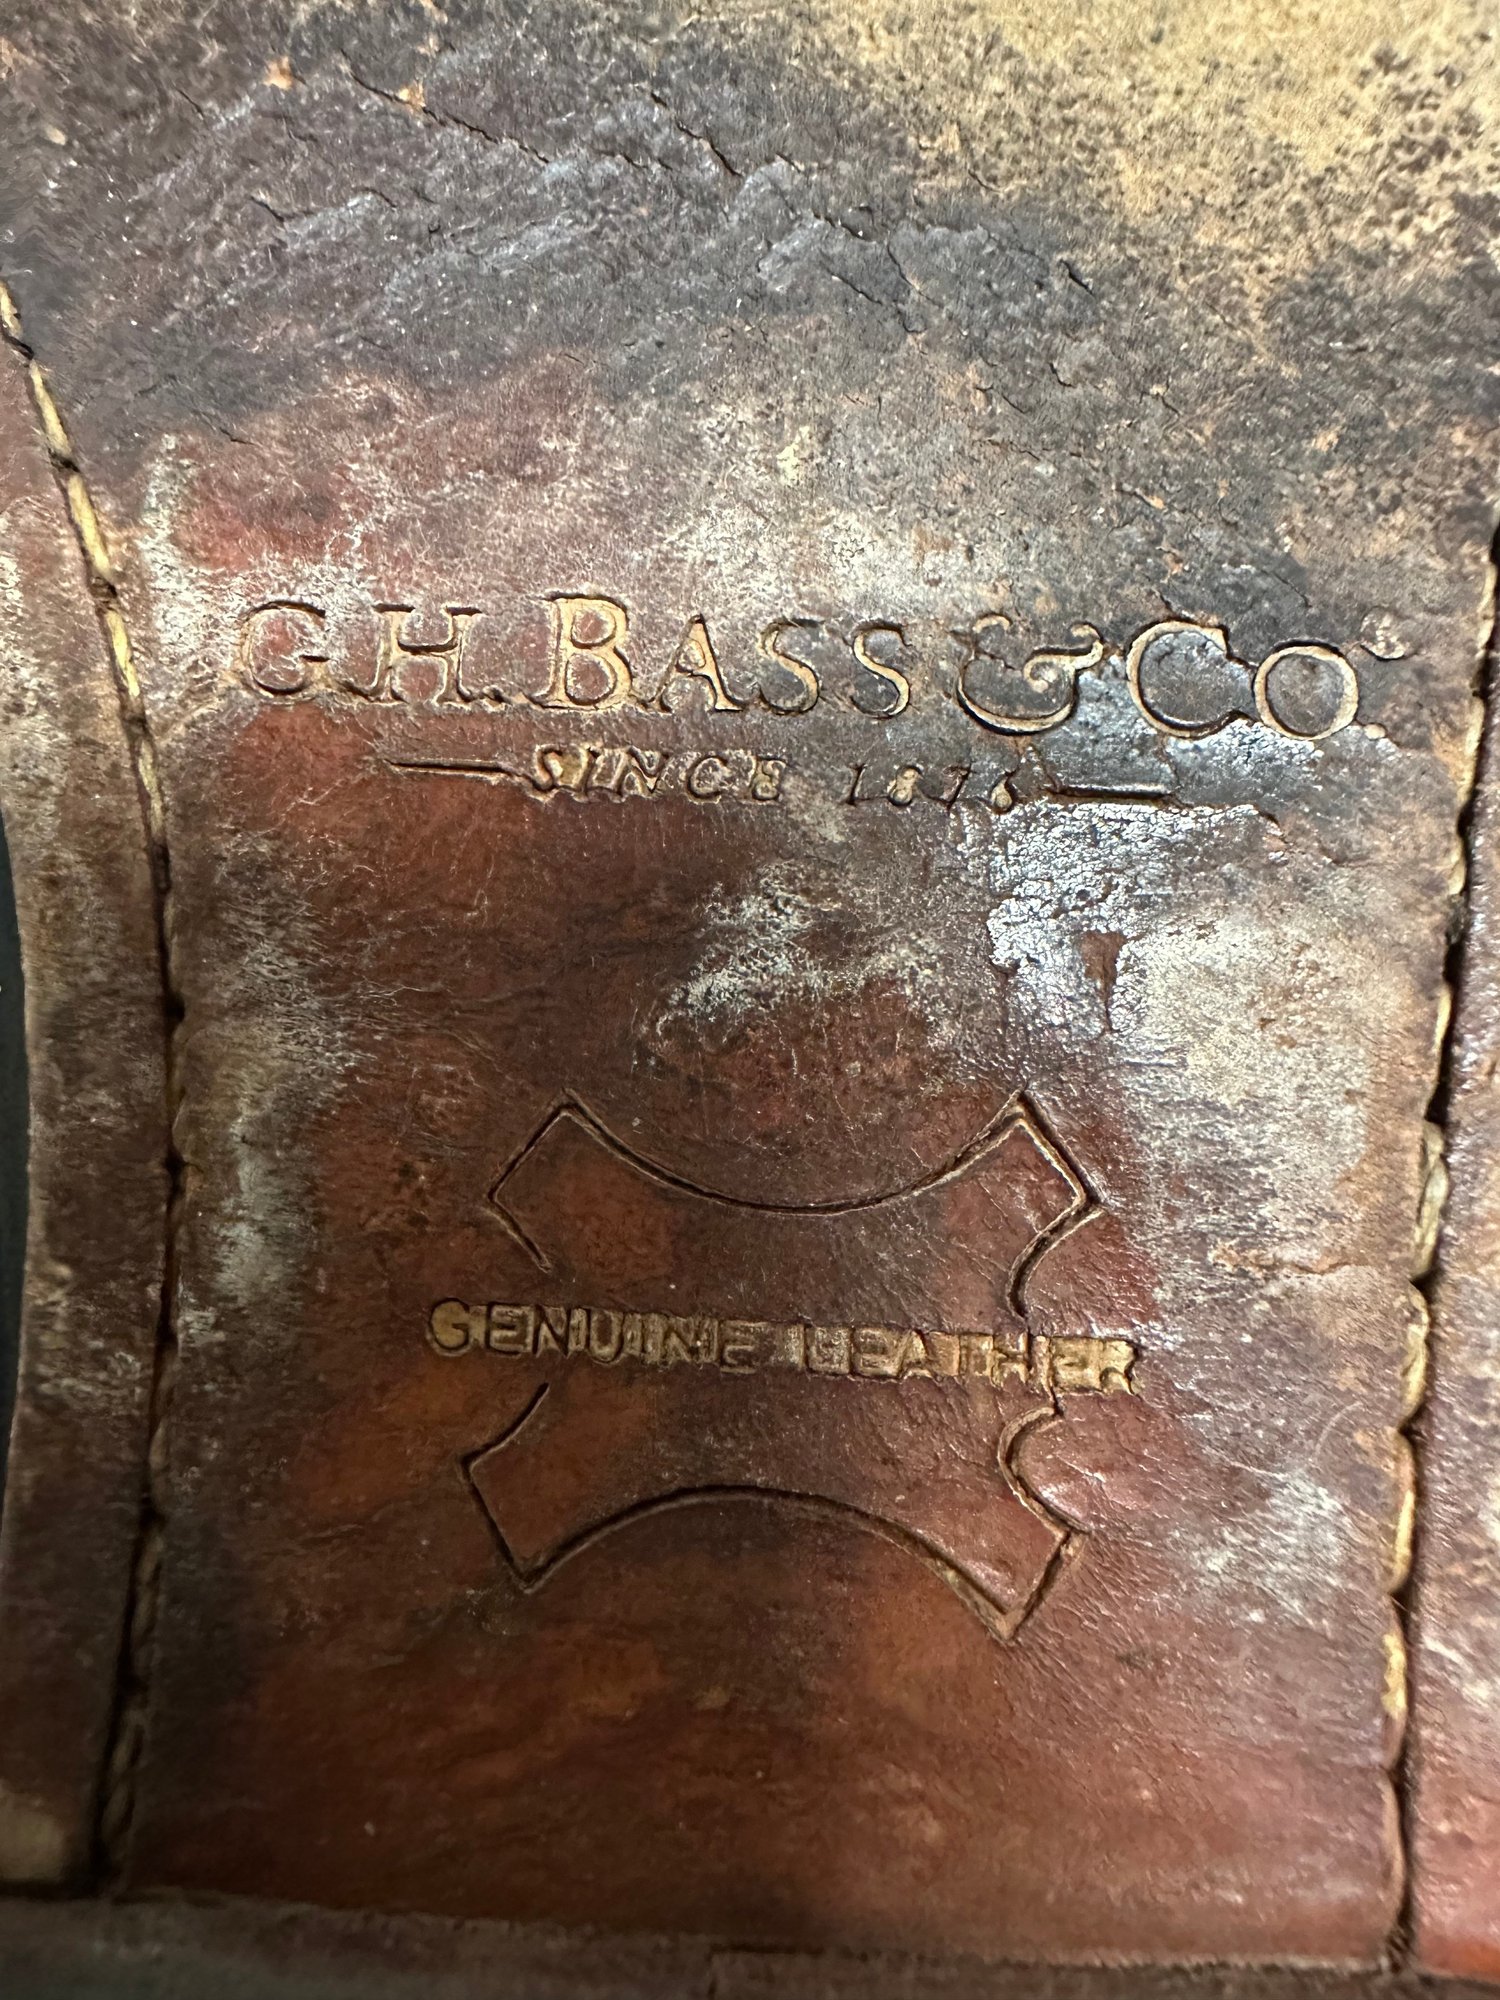 G.H. BASS & CO.
SINCE 1876
GENUINE LEATHER